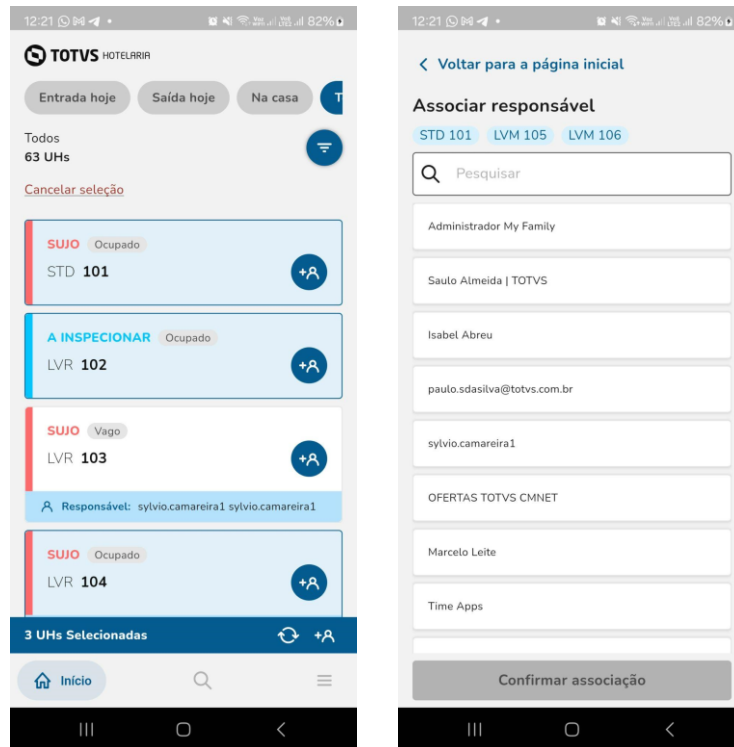 12:21 82%
TOTVS HOTELARIA
Entrada hoje Saída hoje Na casa T
Todos
63 UHs
Cancelar seleção
SUJO Ocupado
STD 101
+
A INSPECIONAR Ocupado
LVR 102
+
SUJO Vago
LVR 103
+
Responsável: sylvio.camareira1 sylvio.camareira1
SUJO Ocupado
LVR 104
+
3 UHs Selecionadas +
Início
12:21 82%
Voltar para a página inicial
Associar responsável
STD 101 LVM 105 LVM 106
Pesquisar
Administrador My Family
Saulo Almeida | TOTVS
Isabel Abreu
paulo.sdasilva@totvs.com.br
sylvio.camareira1
OFERTAS TOTVS CMNET
Marcelo Leite
Time Apps
Confirmar associação